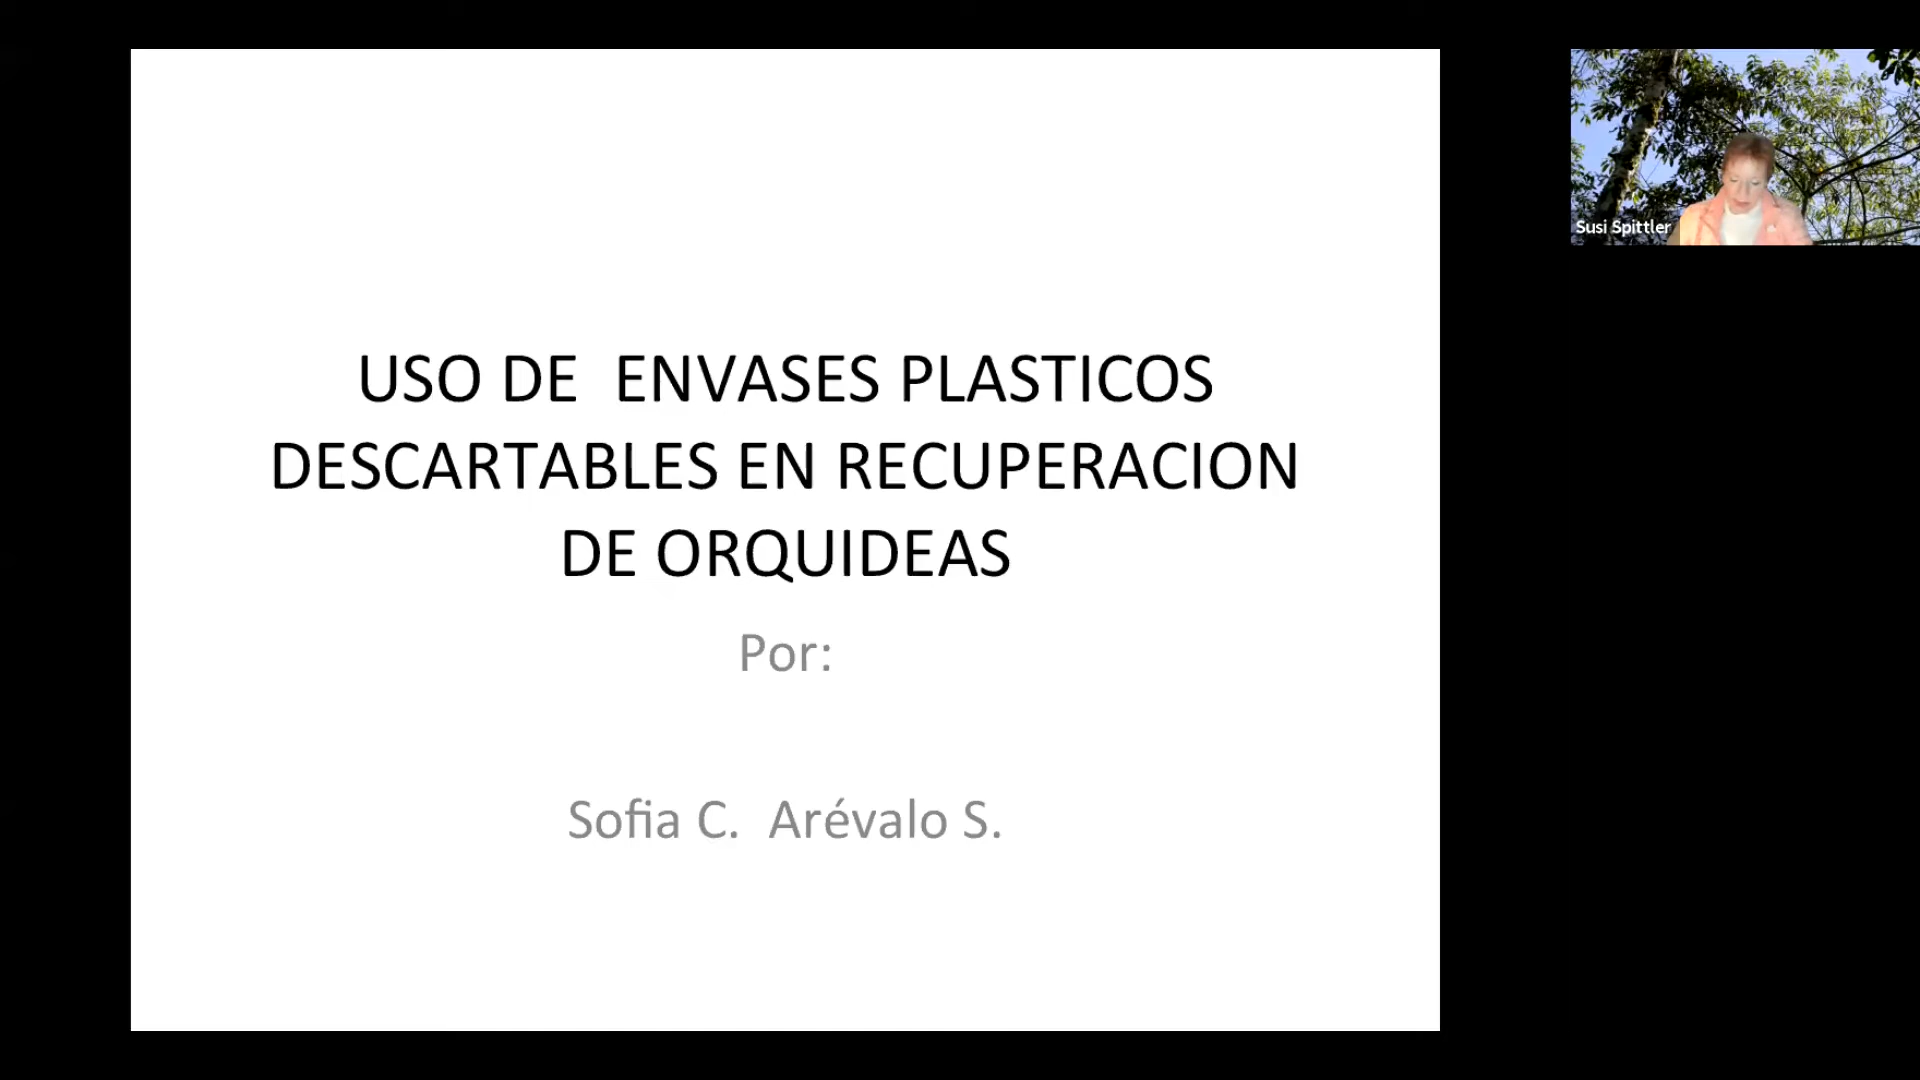 USO DE  ENVASES PLASTICOS
DESCARTABLES EN RECUPERACION
DE ORQUIDEAS
Por:
Sofia C.  Arévalo S.
Susi Spittler